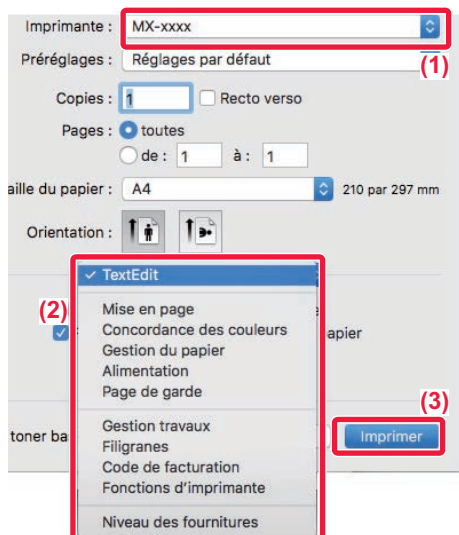 Imprimante : MX-xxxx
Préréglages : Réglages par défaut
(1)
Copies : 1 Recto verso
Pages : toutes
de : 1 à : 1
aille du papier : A4 210 par 297 mm
Orientation :
✓ TextEdit
(2)
Mise en page
Concordance des couleurs
apier
Gestion du papier
Alimentation
Page de garde
(3)
Gestion travaux
toner ba
Imprimer
Filigranes
Code de facturation
Fonctions d'imprimante
Niveau des fournitures